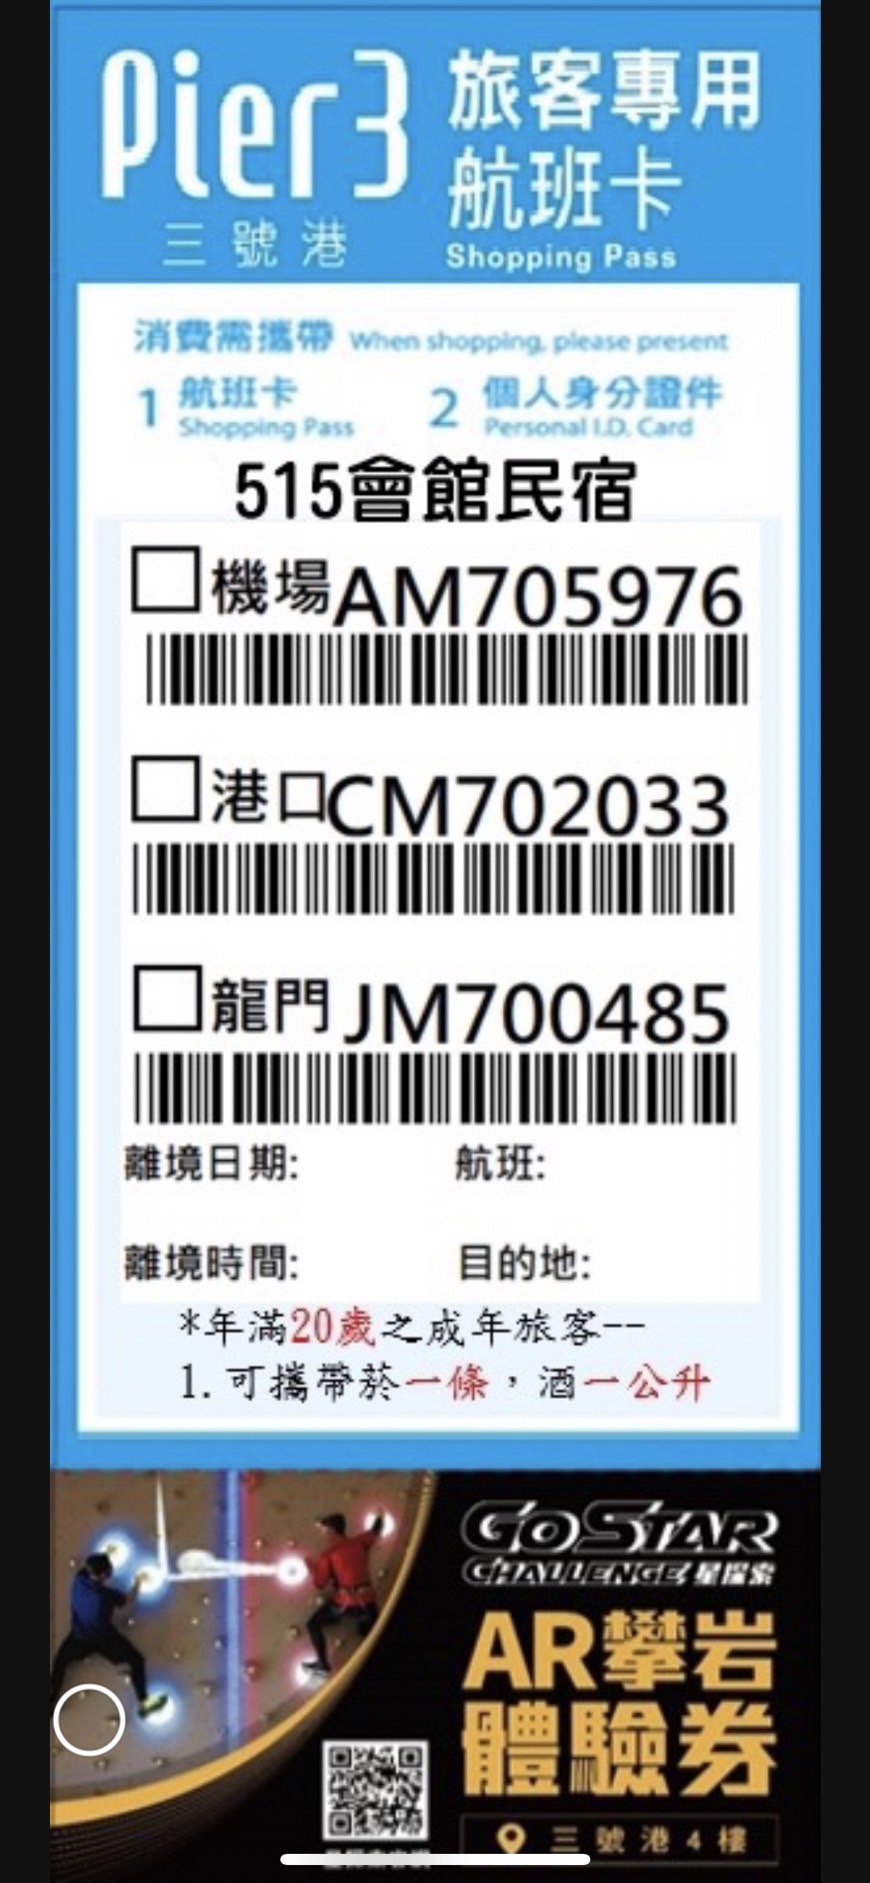 Pier3
三號港
旅客專用
航班卡
Shopping Pass
消費需攜帶 When shopping, please present
1 航班卡 Shopping Pass
2 個人身分證件 Personal I.D. Card
515會館民宿
機場AM705976
港口CM702033
龍門JM700485
離境日期: 航班:
離境時間: 目的地:
*年滿20歲之成年旅客--
1.可攜帶菸一條，酒一公升
GOSTAR
CHALLENGE 星探索
AR攀岩
體驗券
三號港4樓